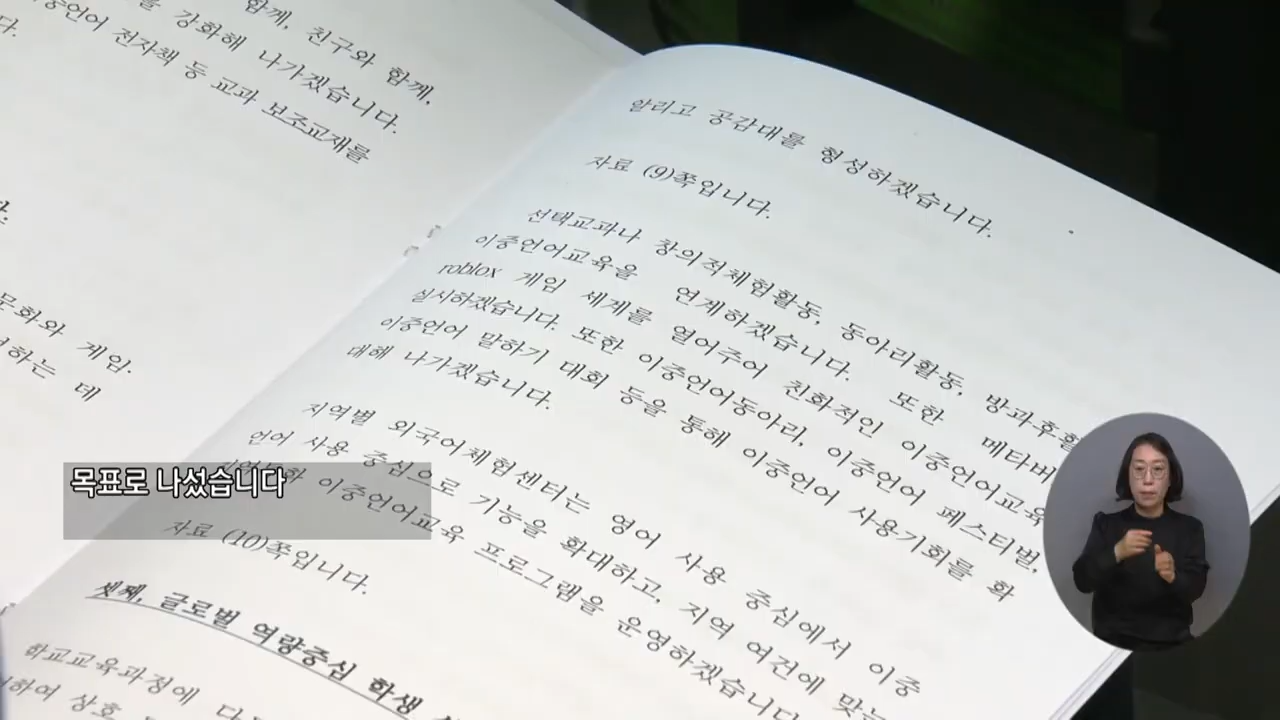 함께, 친구와 함께,
를 강화해 나가겠습니다.
중언어 전자책 등 교과 보조교재를
다.
문화와 게임.
하는 데
알리고 공감대를 형성하겠습니다.
자료 (9)쪽입니다.
선택교과나 창의적체험활동, 동아리활동, 방과후활
이중언어교육을 연계하겠습니다. 또한 메타버
roblox 게임 세계를 열어주어 친화적인 이중언어교육
실시하겠습니다. 또한 이중언어동아리, 이중언어 페스티벌,
이중언어 말하기 대회 등을 통해 이중언어 사용기회를 확
대해 나가겠습니다.
지역별 외국어체험센터는 영어 사용 중심에서 이중
언어 사용 중심으로 기능을 확대하고, 지역 여건에 맞는
이중언어교육 프로그램을 운영하겠습니다
자료 (10)쪽입니다.
셋째, 글로벌 역량중심 학생
학교교육과정에
하여 상호
목표로 나섰습니다